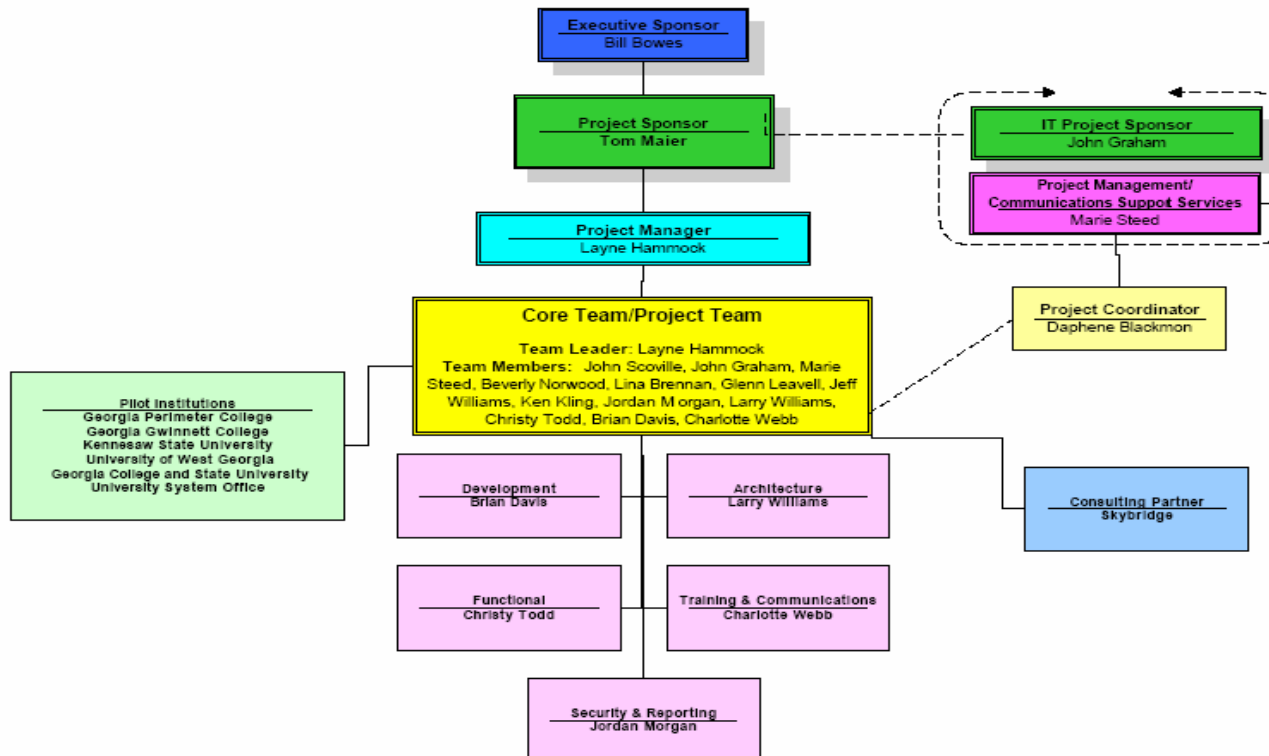 Executive Sponsor
Bill Bowes
Project Sponsor
Tom Maier
IT Project Sponsor
John Graham
Project Management/
Communications Suppot Services
Marie Steed
Project Manager
Layne Hammock
Project Coordinator
Daphene Blackmon
Core Team/Project Team
Team Leader: Layne Hammock
Team Members: John Scoville, John Graham, Marie
Steed, Beverly Norwood, Lina Brennan, Glenn Leavell, Jeff
Williams, Ken Kling, Jordan Morgan, Larry Williams,
Christy Todd, Brian Davis, Charlotte Webb
Pilot Institutions
Georgia Perimeter College
Georgia Gwinnett College
Kennesaw State University
University of West Georgia
Georgia College and State University
University System Office
Development
Brian Davis
Architecture
Larry Williams
Consulting Partner
Skybridge
Functional
Christy Todd
Training & Communications
Charlotte Webb
Security & Reporting
Jordan Morgan